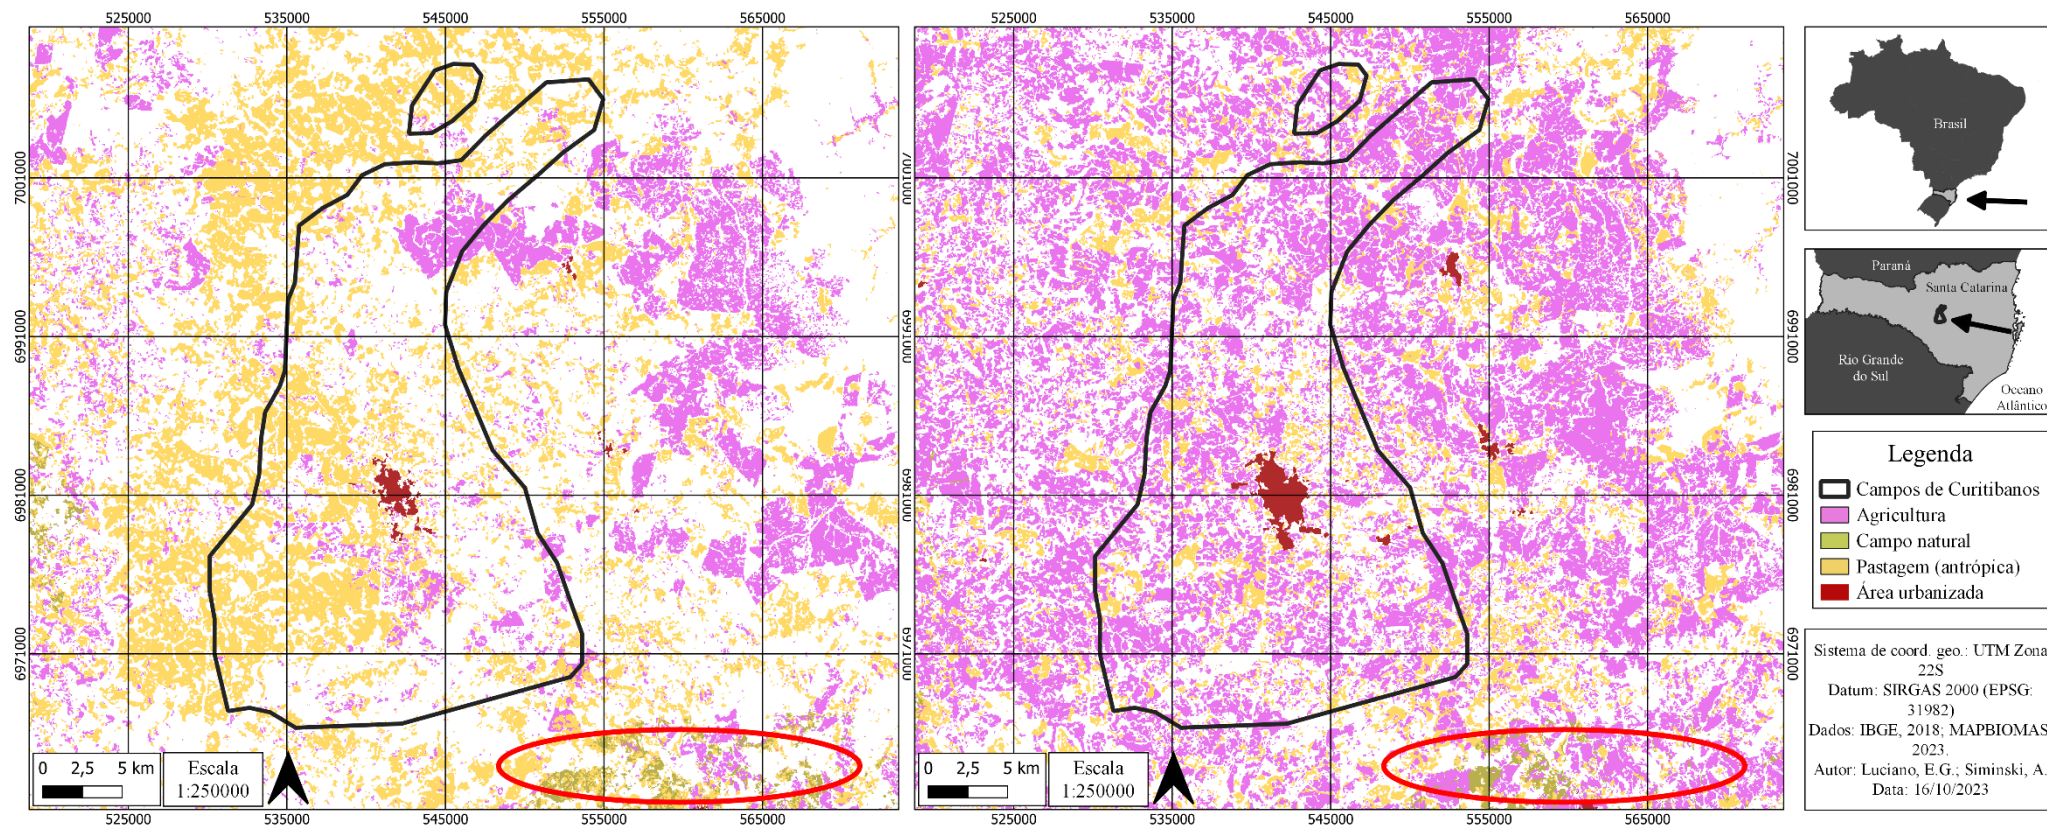 525000 535000 545000 555000 565000
525000 535000 545000 555000 565000
7001000
6991000
6981000
6971000
7001000
6991000
6981000
6971000
7001000
6991000
6981000
6971000
0 2,5 5 km
Escala
1:250000
0 2,5 5 km
Escala
1:250000
525000 535000 545000 555000 565000
525000 535000 545000 555000 565000
Brasil
Paraná
Santa Catarina
Rio Grande
do Sul
Oceano
Atlântico
Legenda
Campos de Curitibanos
Agricultura
Campo natural
Pastagem (antrópica)
Área urbanizada
Sistema de coord. geo.: UTM Zona
22S
Datum: SIRGAS 2000 (EPSG:
31982)
Dados: IBGE, 2018; MAPBIOMAS
2023.
Autor: Luciano, E.G.; Siminski, A.
Data: 16/10/2023